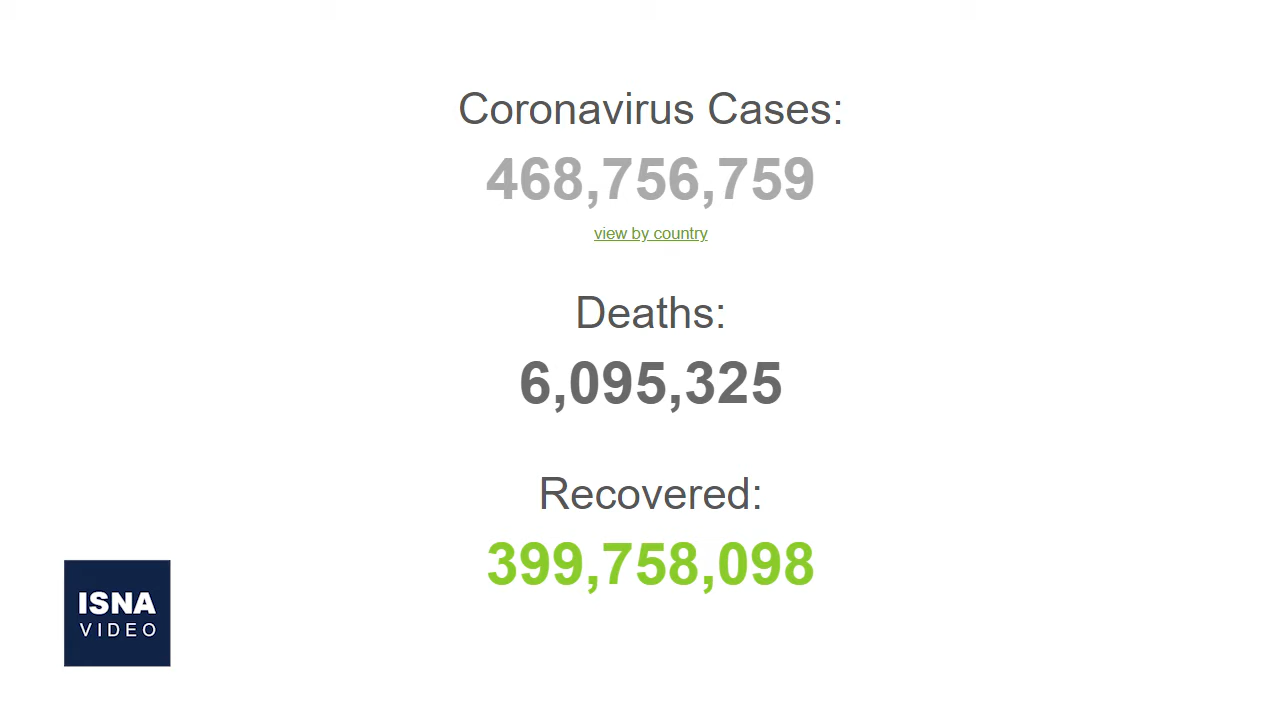 Coronavirus Cases:
468,756,759
view by country
Deaths:
6,095,325
Recovered:
399,758,098
ISNA
VIDEO